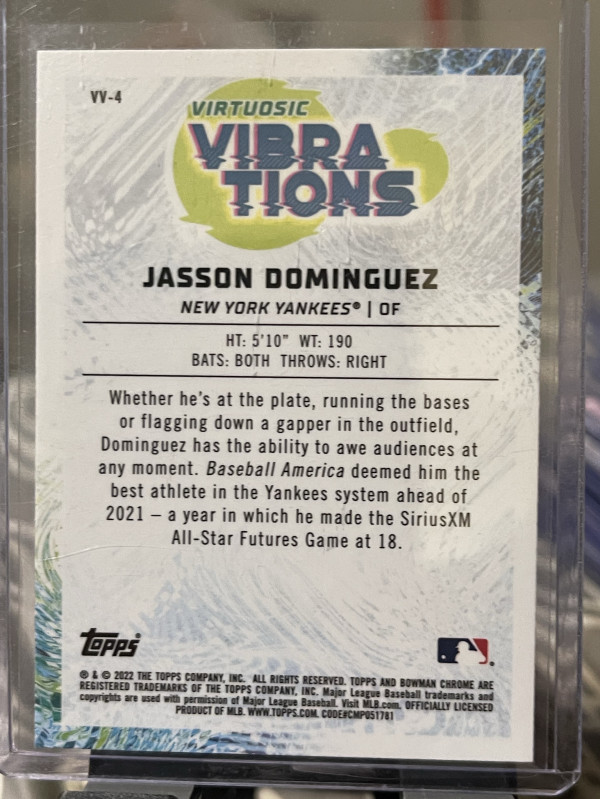 VV-4
VIRTUOSIC
VIBRA
TIONS
JASSON DOMINGUEZ
NEW YORK YANKEES® | OF
HT: 5'10" WT: 190
BATS: BOTH THROWS: RIGHT
Whether he's at the plate, running the bases
or flagging down a gapper in the outfield,
Dominguez has the ability to awe audiences at
any moment. Baseball America deemed him the
best athlete in the Yankees system ahead of
2021 – a year in which he made the SiriusXM
All-Star Futures Game at 18.
Topps®
® & © 2022 THE TOPPS COMPANY, INC. ALL RIGHTS RESERVED. TOPPS AND BOWMAN CHROME ARE
REGISTERED TRADEMARKS OF THE TOPPS COMPANY, INC. Major League Baseball trademarks and
copyrights are used with permission of Major League Baseball. Visit MLB.com. OFFICIALLY LICENSED
PRODUCT OF MLB. WWW.TOPPS.COM. CODE#CMP051781